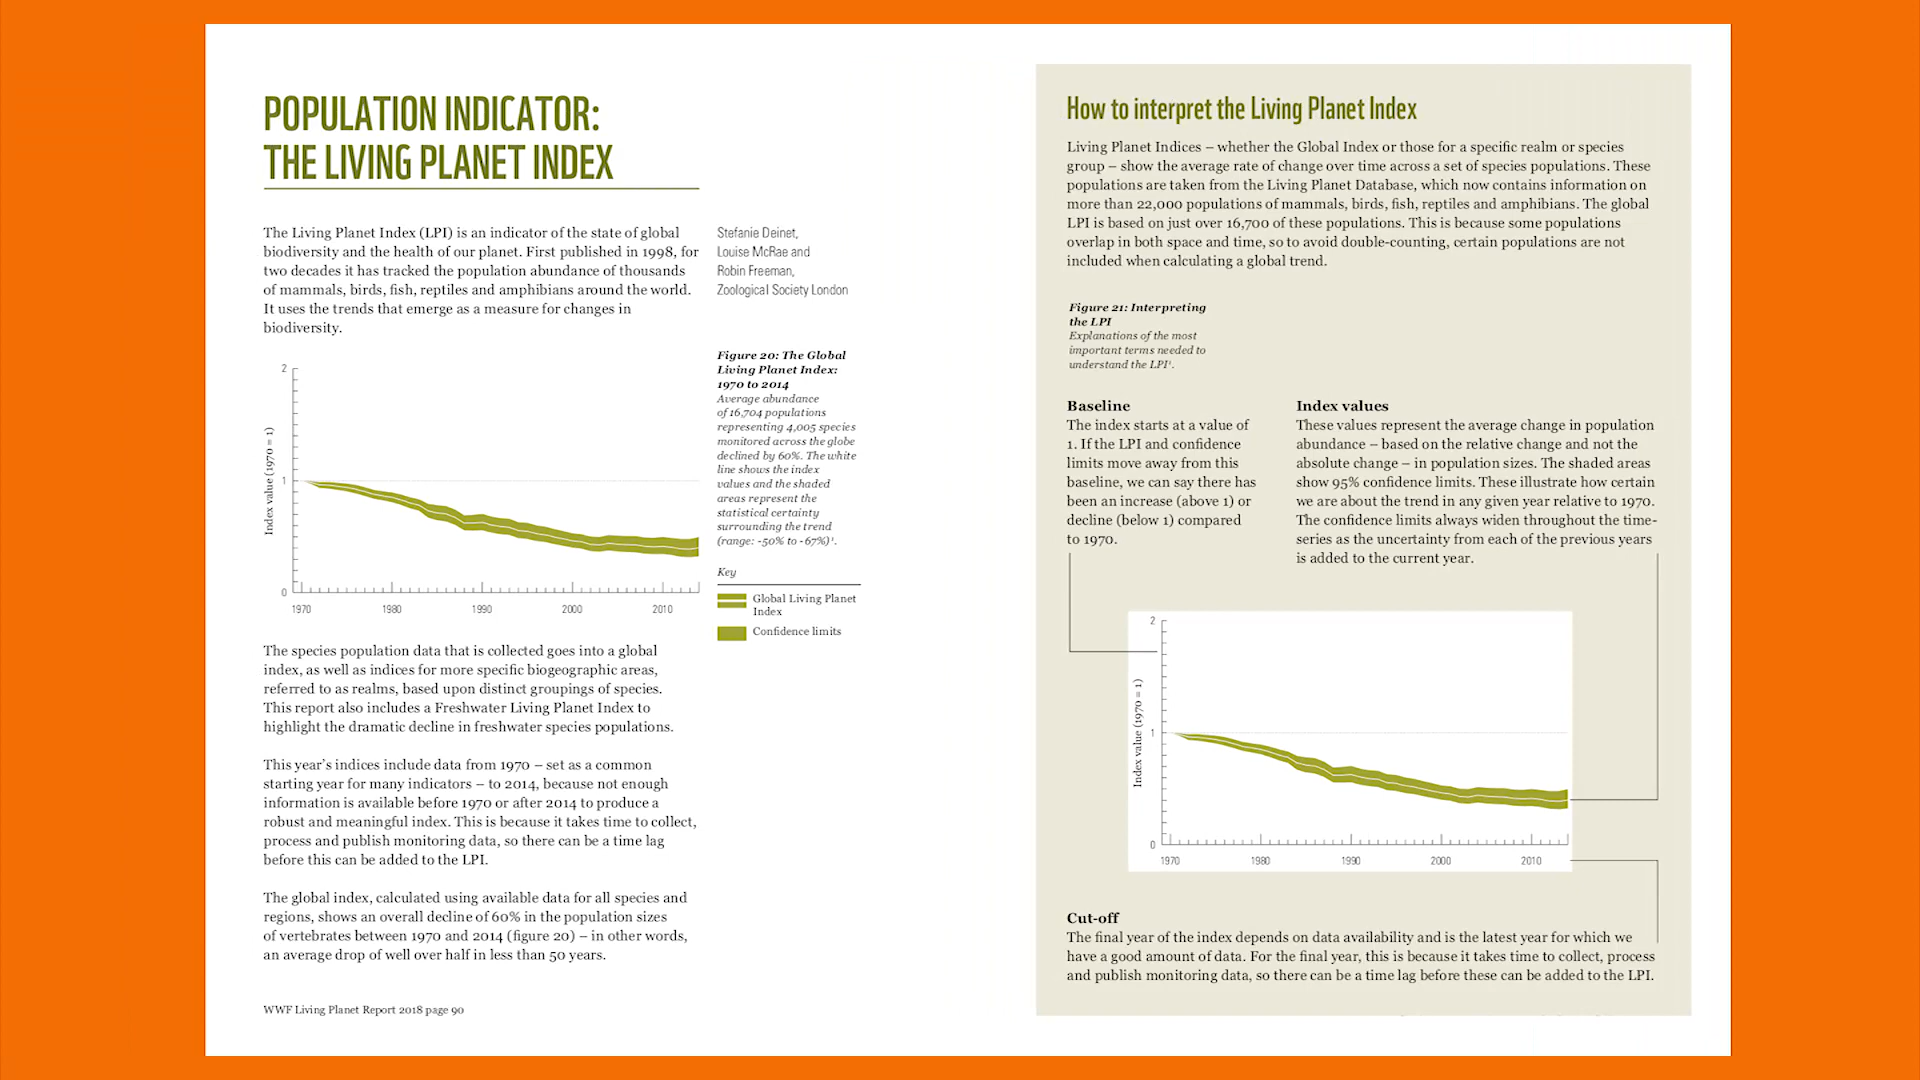 POPULATION INDICATOR:
THE LIVING PLANET INDEX
The Living Planet Index (LPI) is an indicator of the state of global
biodiversity and the health of our planet. First published in 1998, for
two decades it has tracked the population abundance of thousands
of mammals, birds, fish, reptiles and amphibians around the world.
It uses the trends that emerge as a measure for changes in
biodiversity.
Stefanie Deinet,
Louise McRae and
Robin Freeman,
Zoological Society London
2
1
0
Index value (1970 = 1)
1970
1980
1990
2000
2010
Figure 20: The Global
Living Planet Index:
1970 to 2014
Average abundance
of 16,704 populations
representing 4,005 species
monitored across the globe
declined by 60%. The white
line shows the index
values and the shaded
areas represent the
statistical certainty
surrounding the trend
(range: -50% to -67%)¹.
Key
Global Living Planet
Index
Confidence limits
The species population data that is collected goes into a global
index, as well as indices for more specific biogeographic areas,
referred to as realms, based upon distinct groupings of species.
This report also includes a Freshwater Living Planet Index to
highlight the dramatic decline in freshwater species populations.
This year's indices include data from 1970 – set as a common
starting year for many indicators – to 2014, because not enough
information is available before 1970 or after 2014 to produce a
robust and meaningful index. This is because it takes time to collect,
process and publish monitoring data, so there can be a time lag
before this can be added to the LPI.
The global index, calculated using available data for all species and
regions, shows an overall decline of 60% in the population sizes
of vertebrates between 1970 and 2014 (figure 20) – in other words,
an average drop of well over half in less than 50 years.
WWF Living Planet Report 2018 page 90
How to interpret the Living Planet Index
Living Planet Indices – whether the Global Index or those for a specific realm or species
group – show the average rate of change over time across a set of species populations. These
populations are taken from the Living Planet Database, which now contains information on
more than 22,000 populations of mammals, birds, fish, reptiles and amphibians. The global
LPI is based on just over 16,700 of these populations. This is because some populations
overlap in both space and time, so to avoid double-counting, certain populations are not
included when calculating a global trend.
Figure 21: Interpreting
the LPI
Explanations of the most
important terms needed to
understand the LPI¹.
Baseline
The index starts at a value of
1. If the LPI and confidence
limits move away from this
baseline, we can say there has
been an increase (above 1) or
decline (below 1) compared
to 1970.
Index values
These values represent the average change in population
abundance – based on the relative change and not the
absolute change – in population sizes. The shaded areas
show 95% confidence limits. These illustrate how certain
we are about the trend in any given year relative to 1970.
The confidence limits always widen throughout the time-
series as the uncertainty from each of the previous years
is added to the current year.
2
1
0
Index value (1970 = 1)
1970
1980
1990
2000
2010
Cut-off
The final year of the index depends on data availability and is the latest year for which we
have a good amount of data. For the final year, this is because it takes time to collect, process
and publish monitoring data, so there can be a time lag before these can be added to the LPI.